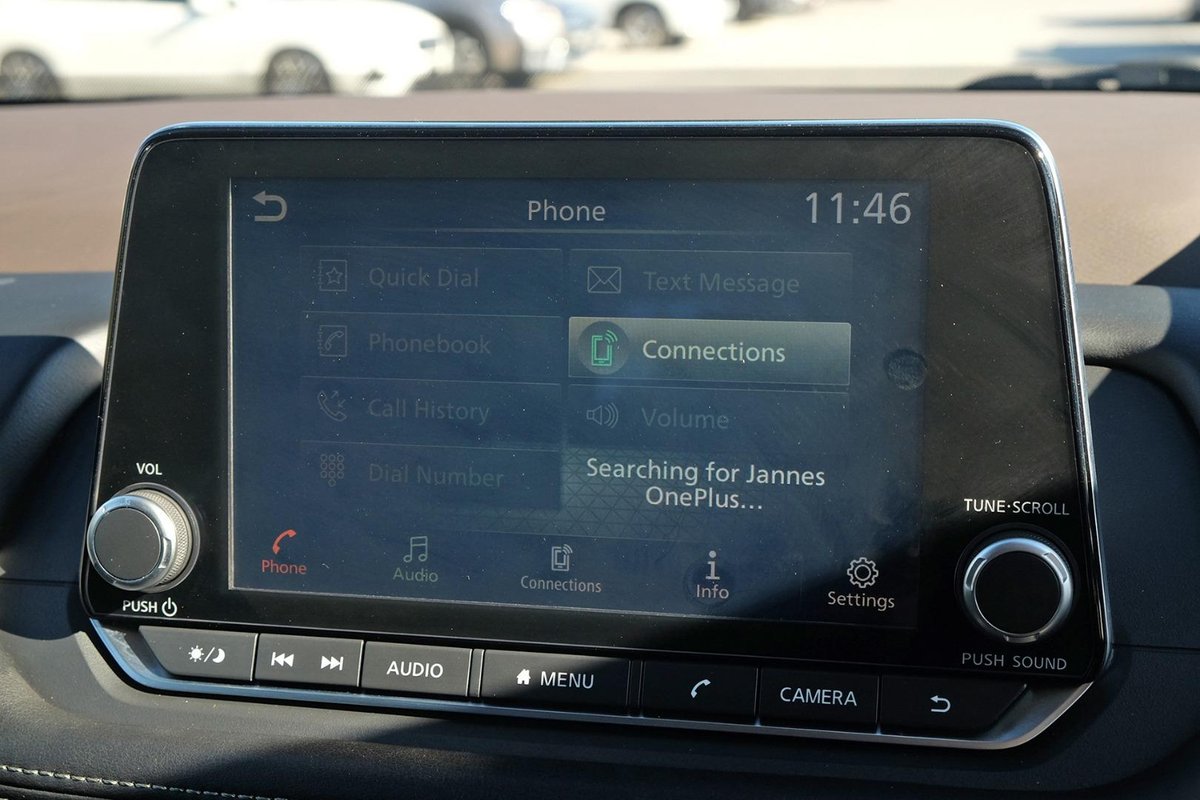 Phone
11:46
Quick Dial
Text Message
Phonebook
Connections
Call History
Volume
Dial Number
Searching for Jannes
OnePlus...
Phone
Audio
Connections
Info
Settings
VOL
PUSH
TUNE·SCROLL
PUSH SOUND
AUDIO
MENU
CAMERA